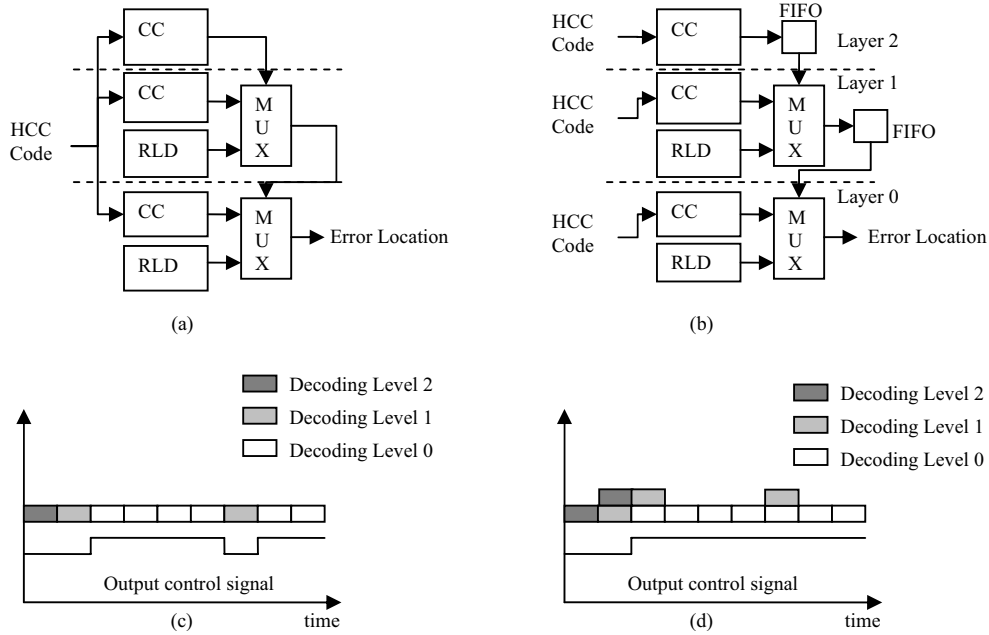 CC
HCC
Code
CC
RLD
M
U
X
CC
RLD
M
U
X
Error Location
(a)
HCC
Code
CC
FIFO
Layer 2
Layer 1
HCC
Code
CC
RLD
M
U
X
FIFO
Layer 0
HCC
Code
CC
RLD
M
U
X
Error Location
(b)
Decoding Level 2
Decoding Level 1
Decoding Level 0
Output control signal
time
(c)
Decoding Level 2
Decoding Level 1
Decoding Level 0
Output control signal
time
(d)